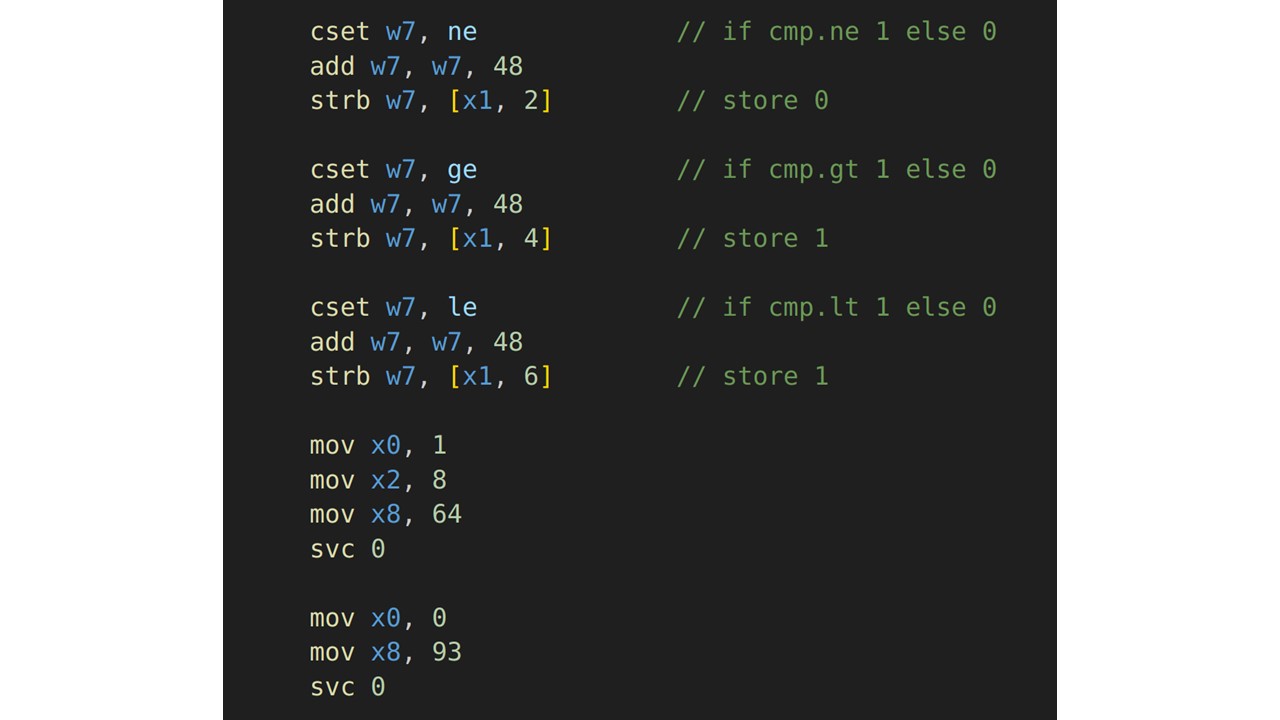 cset w7, ne // if cmp.ne 1 else 0
add w7, w7, 48
strb w7, [x1, 2] // store 0
cset w7, ge // if cmp.gt 1 else 0
add w7, w7, 48
strb w7, [x1, 4] // store 1
cset w7, le // if cmp.lt 1 else 0
add w7, w7, 48
strb w7, [x1, 6] // store 1
mov x0, 1
mov x2, 8
mov x8, 64
svc 0
mov x0, 0
mov x8, 93
svc 0